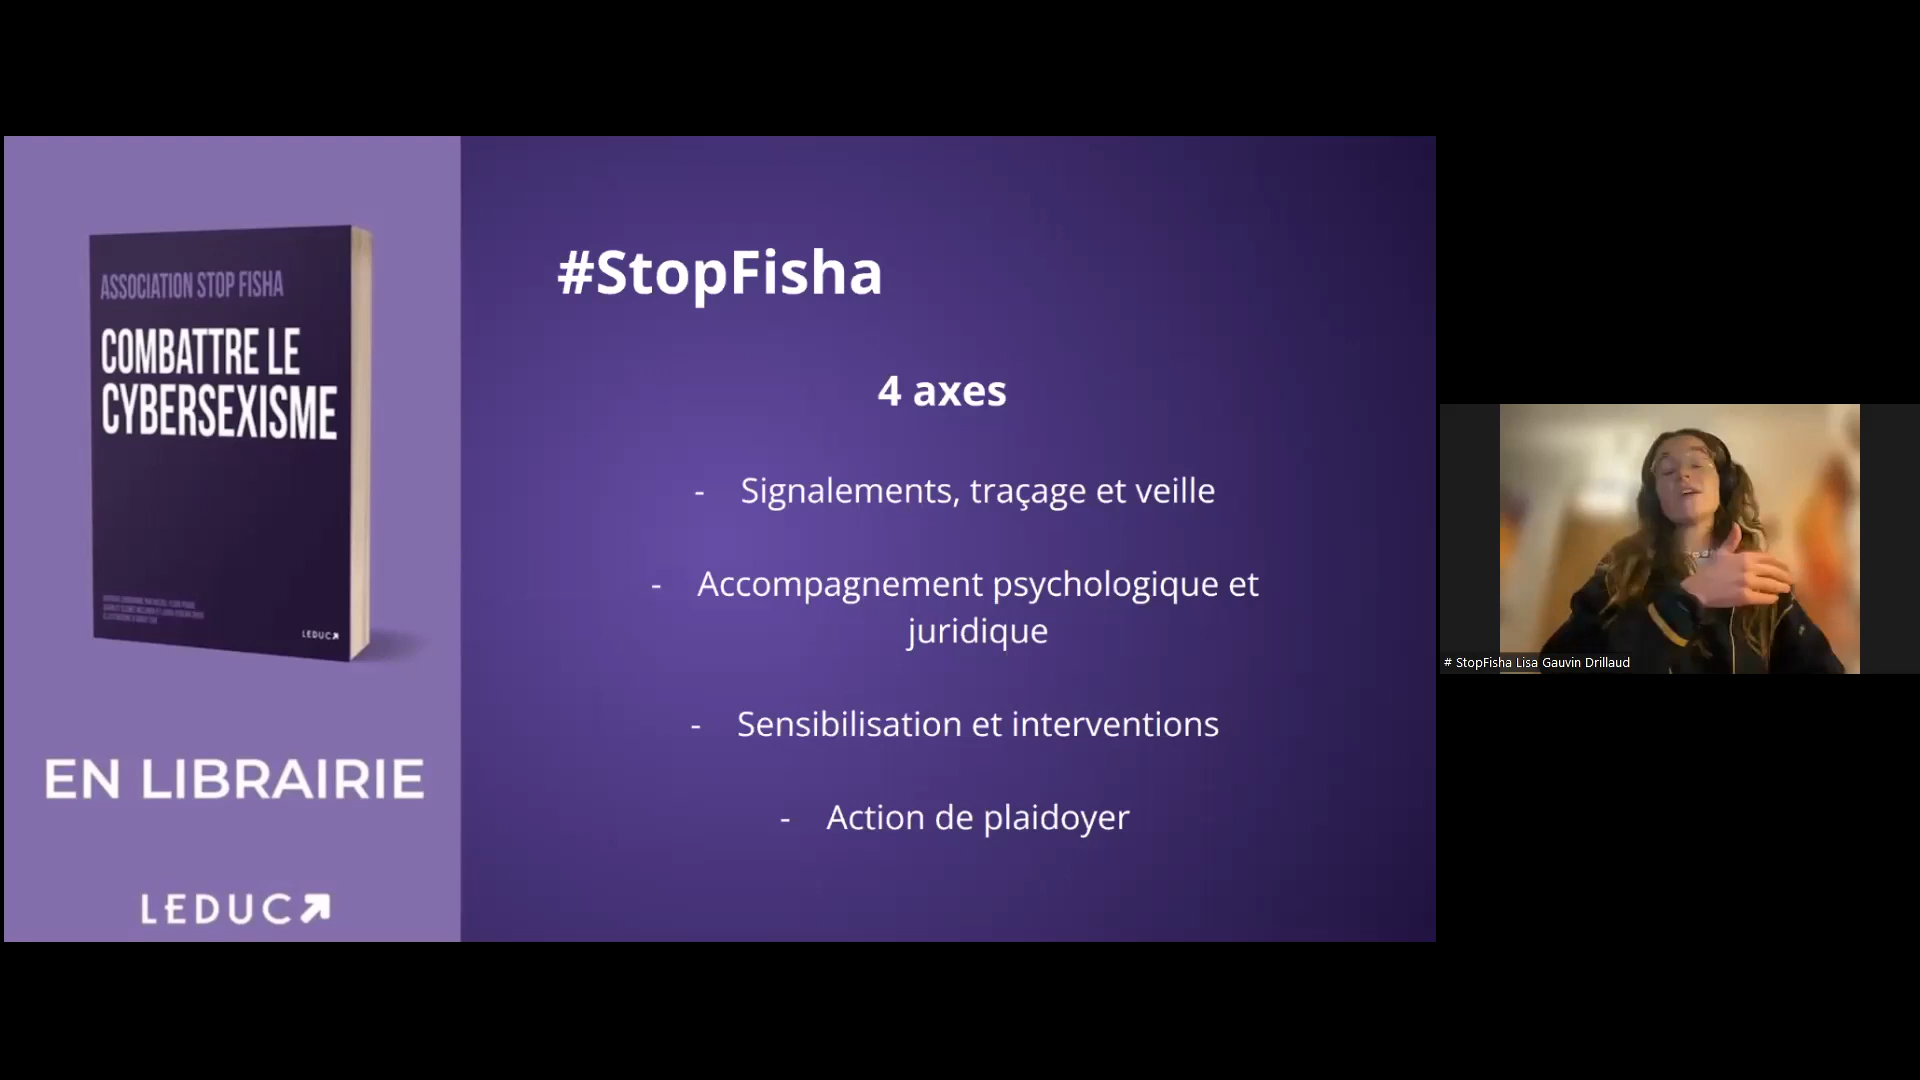 ASSOCIATION STOP FISHA
COMBATTRE LE
CYBERSEXISME
LEDUC
EN LIBRAIRIE
LEDUC
#StopFisha
4 axes
- Signalements, traçage et veille
- Accompagnement psychologique et
juridique
- Sensibilisation et interventions
- Action de plaidoyer
# StopFisha Lisa Gauvin Drillaud